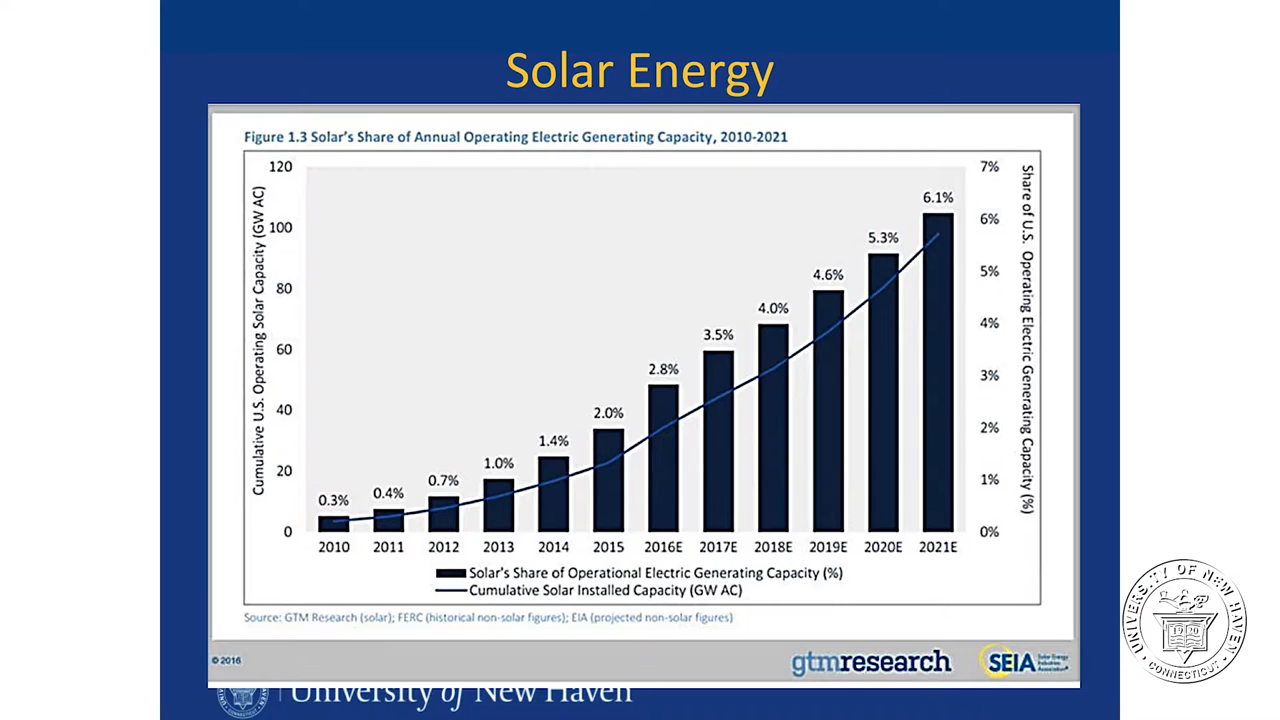 Solar Energy
Figure 1.3 Solar's Share of Annual Operating Electric Generating Capacity, 2010-2021
Cumulative U.S. Operating Solar Capacity (GW AC)
120
100
80
60
40
20
0
0.3%
0.4%
0.7%
1.0%
1.4%
2.0%
2.8%
3.5%
4.0%
4.6%
5.3%
6.1%
7%
6%
5%
4%
3%
2%
1%
0%
Share of U.S. Operating Electric Generating Capacity (%)
2010 2011 2012 2013 2014 2015 2016E 2017E 2018E 2019E 2020E 2021E
Solar's Share of Operational Electric Generating Capacity (%)
Cumulative Solar Installed Capacity (GW AC)
Source: GTM Research (solar); FERC (historical non-solar figures); EIA (projected non-solar figures)
© 2016
gtmresearch
SEIA Solar Energy Industries Association
University of New Haven
UNIVERSITY OF NEW HAVEN
1920
CONNECTICUT